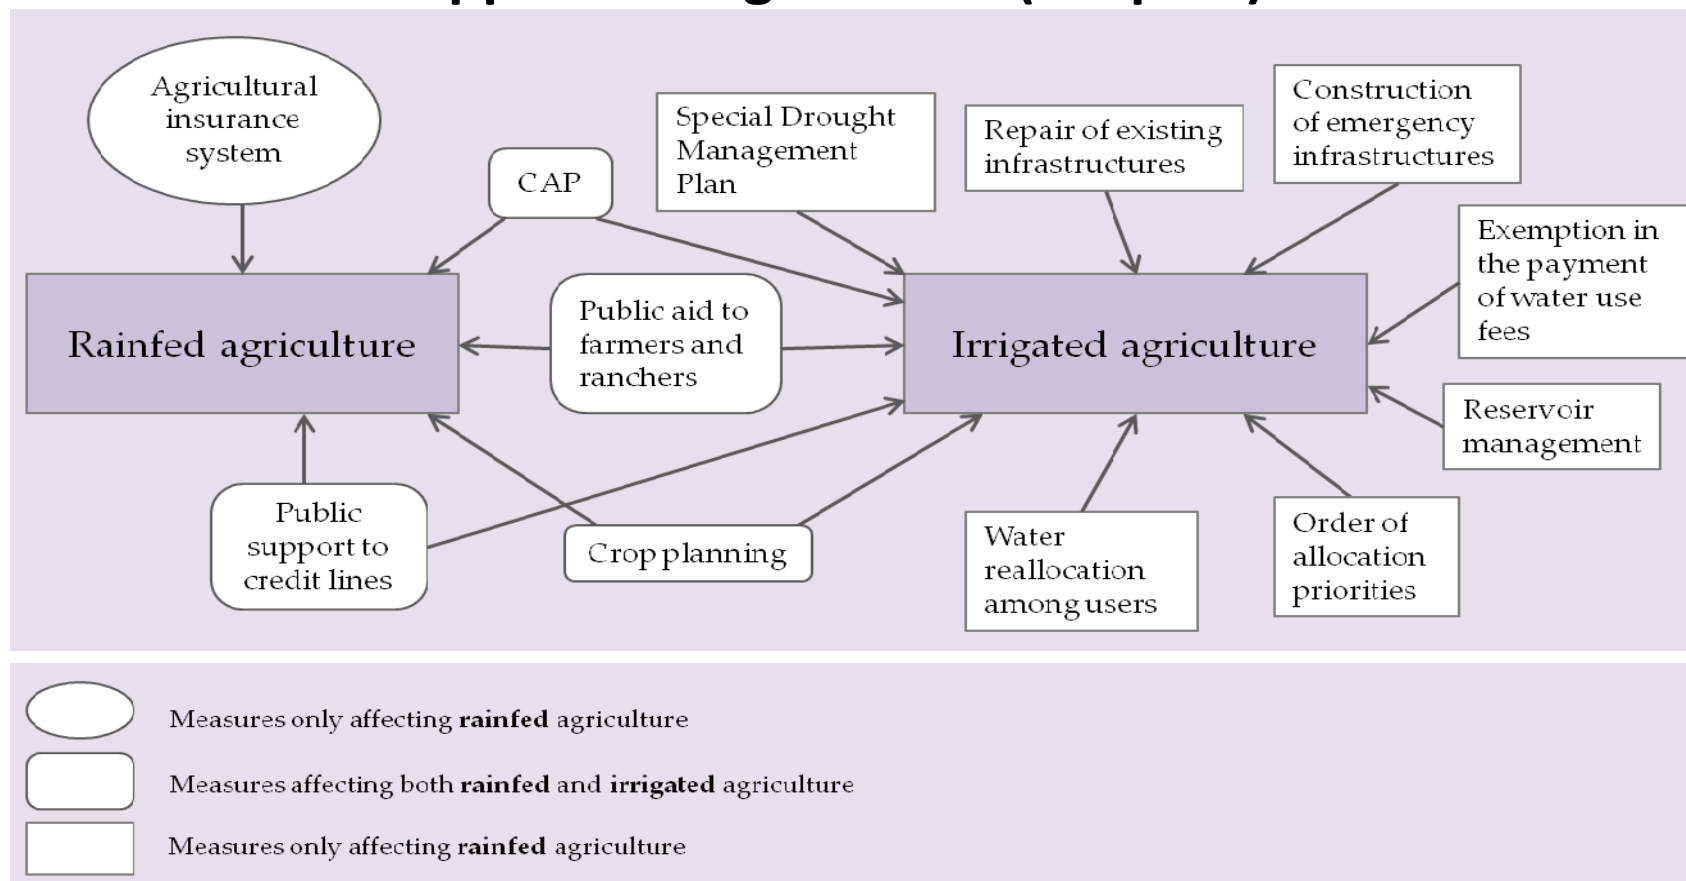 Agricultural
insurance
system
CAP
Special Drought
Management
Plan
Repair of existing
infrastructures
Construction
of emergency
infrastructures
Exemption in
the payment
of water use
fees
Rainfed agriculture
Public aid to
farmers and
ranchers
Irrigated agriculture
Reservoir
management
Public
support to
credit lines
Crop planning
Water
reallocation
among users
Order of
allocation
priorities
Measures only affecting rainfed agriculture
Measures affecting both rainfed and irrigated agriculture
Measures only affecting rainfed agriculture